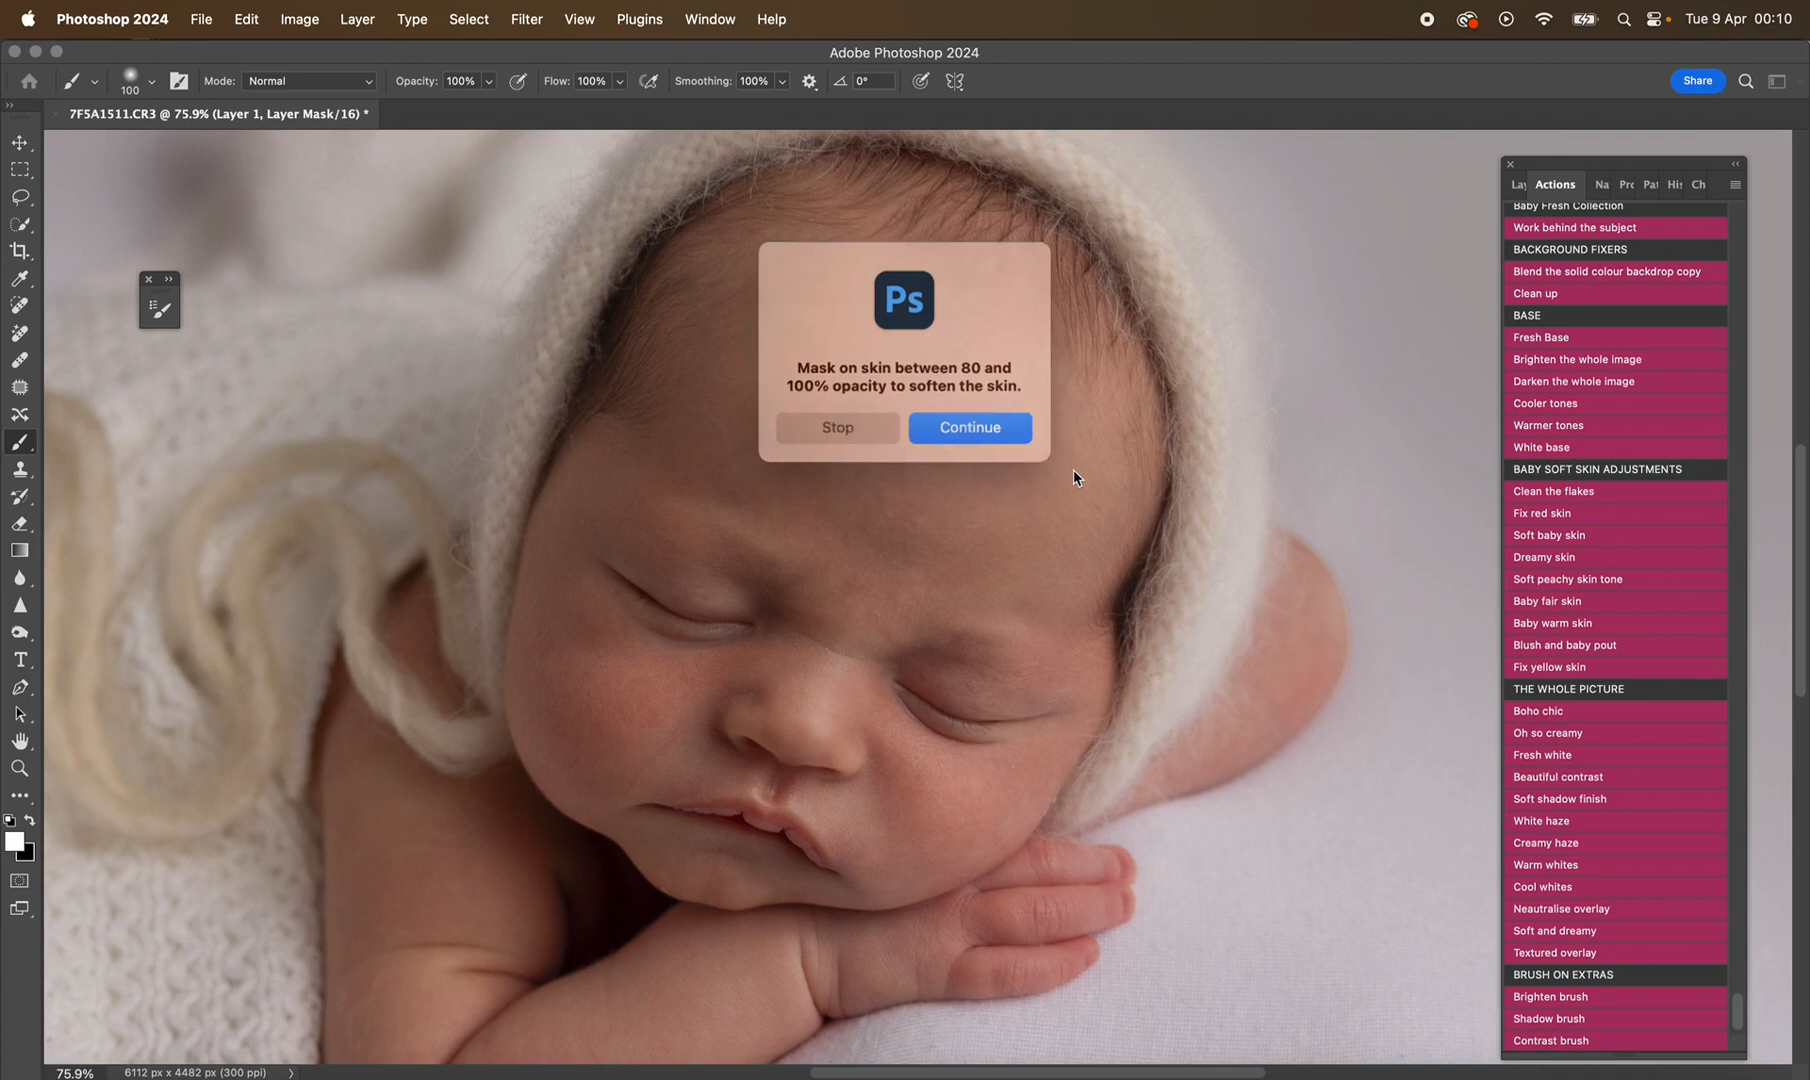 Photoshop 2024 File Edit Image Layer Type Select Filter View Plugins Window Help Tue 9 Apr 00:10
Adobe Photoshop 2024
100 Mode: Normal Opacity: 100% Flow: 100% Smoothing: 100% 0° Share
7F5A1511.CR3 @ 75.9% (Layer 1, Layer Mask/16) *
Lay Actions Na Pro Pat His Ch
Baby Fresh Collection
Work behind the subject
BACKGROUND FIXERS
Blend the solid colour backdrop copy
Clean up
BASE
Fresh Base
Brighten the whole image
Darken the whole image
Cooler tones
Warmer tones
White base
BABY SOFT SKIN ADJUSTMENTS
Clean the flakes
Fix red skin
Soft baby skin
Dreamy skin
Soft peachy skin tone
Baby fair skin
Baby warm skin
Blush and baby pout
Fix yellow skin
THE WHOLE PICTURE
Boho chic
Oh so creamy
Fresh white
Beautiful contrast
Soft shadow finish
White haze
Creamy haze
Warm whites
Cool whites
Neautralise overlay
Soft and dreamy
Textured overlay
BRUSH ON EXTRAS
Brighten brush
Shadow brush
Contrast brush
Ps
Mask on skin between 80 and
100% opacity to soften the skin.
Stop Continue
75.9% 6112 px x 4482 px (300 ppi)